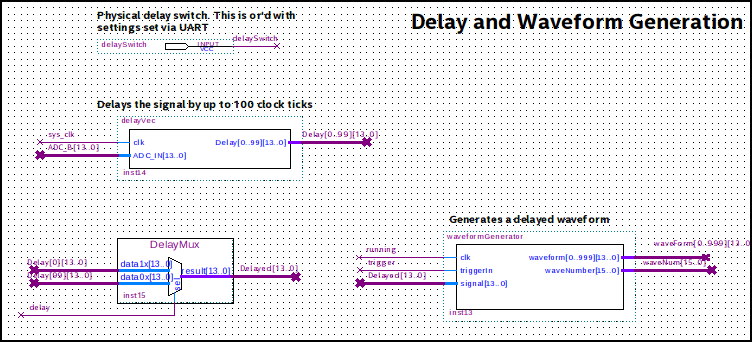 Physical delay switch. This is or'd with
settings set via UART
Delay and Waveform Generation
delaySwitch
INPUT
VCC
delaySwitch
Delays the signal by up to 100 clock ticks
delayVec
sys_clk
clk
Delay[0..99][13..0]
Delay[0..99][13..0]
ADC_B[13..0]
ADC_IN[13..0]
inst14
Generates a delayed waveform
DelayMux
waveformGenerator
Delay[0][13..0]
data1x[13..0]
result[13..0]
Delayed[13..0]
Delay[99][13..0]
data0x[13..0]
sel
inst15
delay
running
clk
waveform[0..999][13..0]
waveForm[0..999][13..0
trigger
triggerIn
waveNumber[15..0]
waveNum[15..0]
Delayed[13..0]
signal[13..0]
inst13